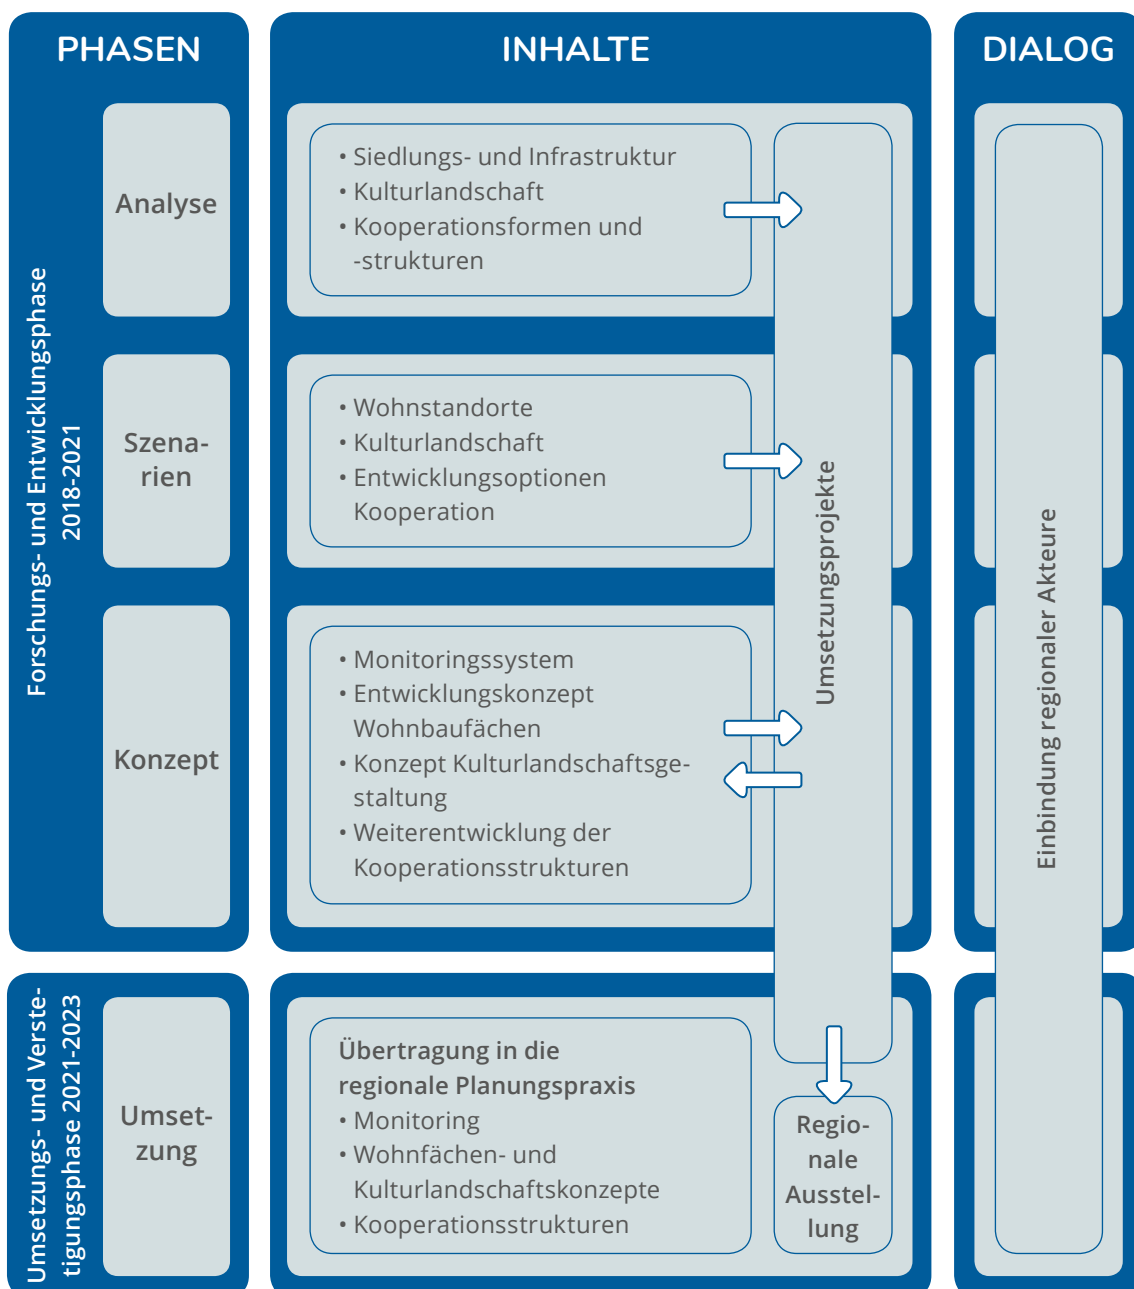 PHASEN
INHALTE
DIALOG
Forschungs- und Entwicklungsphase
2018-2021
Analyse
• Siedlungs- und Infrastruktur
• Kulturlandschaft
• Kooperationsformen und
-strukturen
Szena-
rien
• Wohnstandorte
• Kulturlandschaft
• Entwicklungsoptionen
Kooperation
Konzept
• Monitoringssystem
• Entwicklungskonzept
Wohnbaufächen
• Konzept Kulturlandschaftsge-
staltung
• Weiterentwicklung der
Kooperationsstrukturen
Umsetzungsprojekte
Einbindung regionaler Akteure
Umsetzungs- und Verste-
tigungsphase 2021-2023
Umset-
zung
Übertragung in die
regionale Planungspraxis
• Monitoring
• Wohnfächen- und
Kulturlandschaftskonzepte
• Kooperationsstrukturen
Regio-
nale
Ausstel-
lung